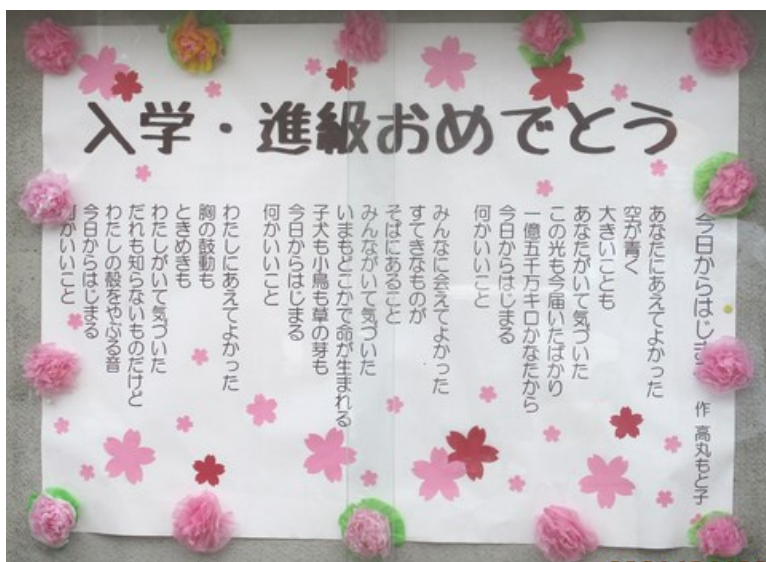 入学・進級おめでとう
今日からはじま
作 高丸もと子
あなたにあえてよかった
空が青く
大きいことも
あなたがいて気づいた
この光も今届いたばかり
一億五千万キロかなたから
今日からはじまる
何かいいこと
みんなに会えてよかった
すてきなものが
そばにあること
みんながいて気づいた
いまもどこかで命が生まれる
子犬も小鳥も草の芽も
今日からはじまる
何かいいこと
わたしにあえてよかった
胸の鼓動も
ときめきも
わたしがいて気づいた
だれも知らないものだけど
わたしの殻をやぶる音
今日からはじまる
何かいいこと